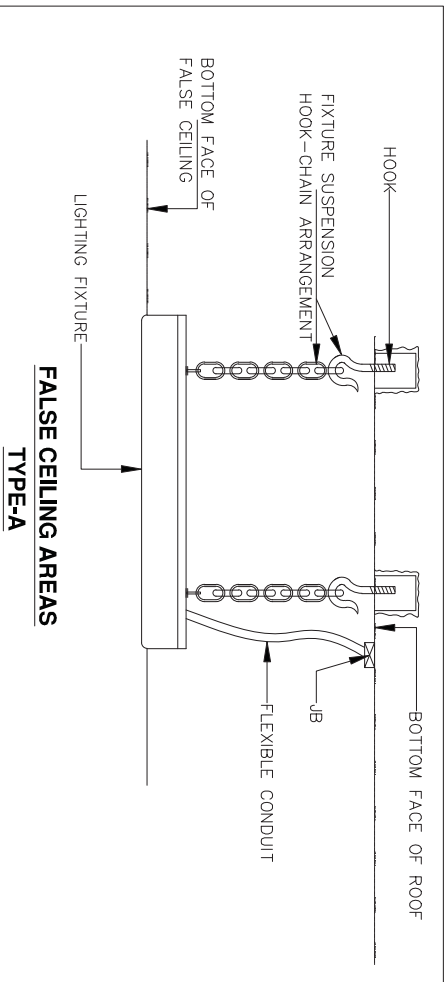 HOOK
FIXTURE SUSPENSION
HOOK-CHAIN ARRANGEMENT
BOTTOM FACE OF
FALSE CEILING
BOTTOM FACE OF ROOF
JB
FLEXIBLE CONDUIT
LIGHTING FIXTURE
FALSE CEILING AREAS
TYPE-A